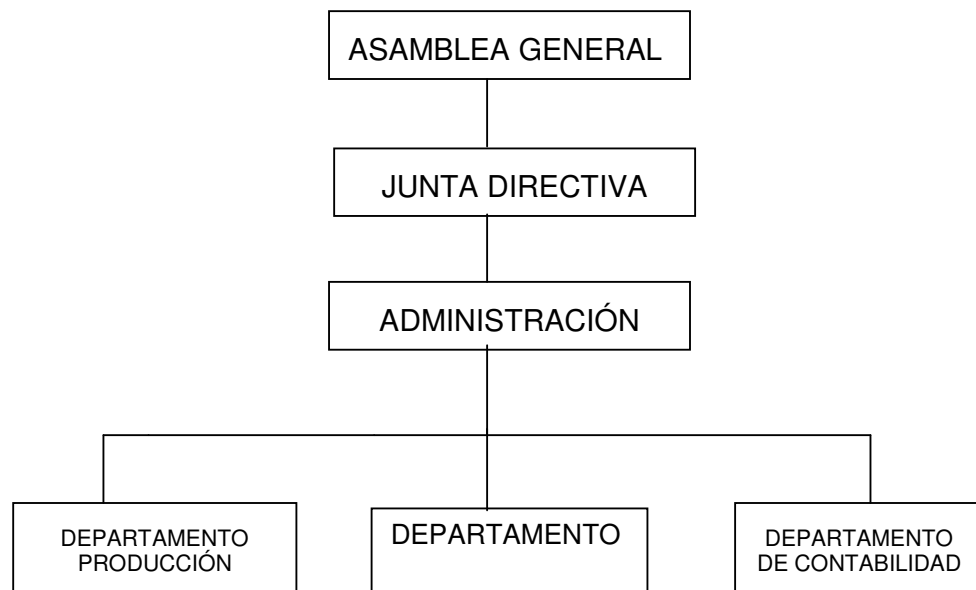 ASAMBLEA GENERAL
JUNTA DIRECTIVA
ADMINISTRACIÓN
DEPARTAMENTO
PRODUCCIÓN
DEPARTAMENTO
DEPARTAMENTO
DE CONTABILIDAD